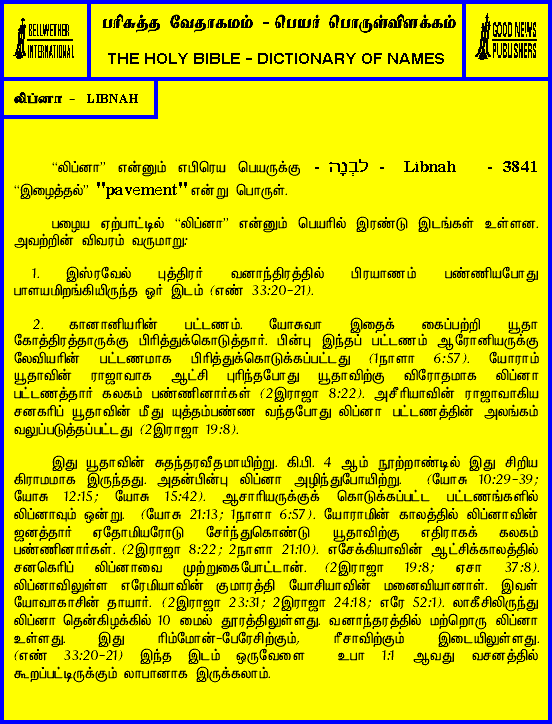 BELLWETHER
INTERNATIONAL
பரிசுத்த வேதாகமம் - பெயர் பொருள்விளக்கம்
THE HOLY BIBLE - DICTIONARY OF NAMES
GOOD NEWS
PUBLISHERS
லிப்னா - LIBNAH
“லிப்னா” என்னும் எபிரெய பெயருக்கு - לִבְנָה - Libnah - 3841
“இழைத்தல்” "pavement" என்று பொருள்.
பழைய ஏற்பாட்டில் “லிப்னா” என்னும் பெயரில் இரண்டு இடங்கள் உள்ளன.
அவற்றின் விவரம் வருமாறு:
1. இஸ்ரவேல் புத்திரர் வனாந்திரத்தில் பிரயாணம் பண்ணியபோது
பாளயமிறங்கியிருந்த ஓர் இடம் (எண் 33:20-21).
2. கானானியரின் பட்டணம். யோசுவா இதைக் கைப்பற்றி யூதா
கோத்திரத்தாருக்கு பிரித்துக்கொடுத்தார். பின்பு இந்தப் பட்டணம் ஆரோனியருக்கு
லேவியரின் பட்டணமாக பிரித்துக்கொடுக்கப்பட்டது (1நாளா 6:57). யோராம்
யூதாவின் ராஜாவாக ஆட்சி புரிந்தபோது யூதாவிற்கு விரோதமாக லிப்னா
பட்டணத்தார் கலகம் பண்ணினார்கள் (2இராஜா 8:22). அசீரியாவின் ராஜாவாகிய
சனகரிப் யூதாவின் மீது யுத்தம்பண்ண வந்தபோது லிப்னா பட்டணத்தின் அலங்கம்
வலுப்படுத்தப்பட்டது (2இராஜா 19:8).
இது யூதாவின் சுதந்தரவீதமாயிற்று. கி.பி. 4 ஆம் நூற்றாண்டில் இது சிறிய
கிராமமாக இருந்தது. அதன்பின்பு லிப்னா அழிந்துபோயிற்று. (யோசு 10:29-39;
யோசு 12:15; யோசு 15:42). ஆசாரியருக்குக் கொடுக்கப்பட்ட பட்டணங்களில்
லிப்னாவும் ஒன்று. (யோசு 21:13; 1நாளா 6:57). யோராமின் காலத்தில் லிப்னாவின்
ஜனத்தார் ஏதோமியரோடு சேர்ந்துகொண்டு யூதாவிற்கு எதிராகக் கலகம்
பண்ணினார்கள். (2இராஜா 8:22; 2நாளா 21:10). எசேக்கியாவின் ஆட்சிக்காலத்தில்
சனகெரிப் லிப்னாவை முற்றுகைபோட்டான். (2இராஜா 19:8; ஏசா 37:8).
லிப்னாவிலுள்ள எரேமியாவின் குமாரத்தி யோசியாவின் மனைவியானாள். இவள்
யோவாகாசின் தாயார். (2இராஜா 23:31; 2இராஜா 24:18; எரே 52:1). லாகீசிலிருந்து
லிப்னா தென்கிழக்கில் 10 மைல் தூரத்திலுள்ளது. வனாந்தரத்தில் மற்றொரு லிப்னா
உள்ளது. இது ரிம்மோன்-பேரேசிற்கும், ரீசாவிற்கும் இடையிலுள்ளது.
(எண் 33:20-21) இந்த இடம் ஒருவேளை உபா 1:1 ஆவது வசனத்தில்
கூறப்பட்டிருக்கும் லாபானாக இருக்கலாம்.